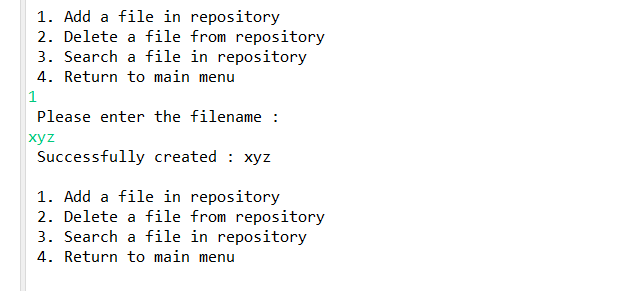 1. Add a file in repository
2. Delete a file from repository
3. Search a file in repository
4. Return to main menu
1
Please enter the filename :
xyz
Successfully created : xyz
1. Add a file in repository
2. Delete a file from repository
3. Search a file in repository
4. Return to main menu